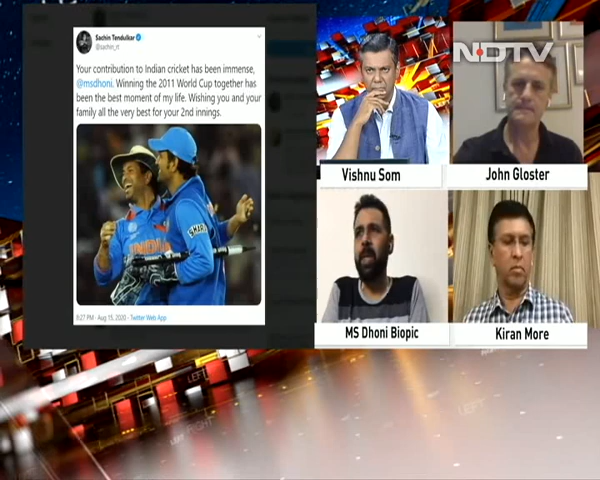 Sachin Tendulkar
@sachin_rt
Your contribution to Indian cricket has been immense,
@msdhoni. Winning the 2011 World Cup together has
been the best moment of my life. Wishing you and your
family all the very best for your 2nd innings.
INDIA
8:27 PM · Aug 15, 2020 · Twitter Web App
NDTV
Vishnu Som
John Gloster
MS Dhoni Biopic
Kiran More
LEFT
RIGHT